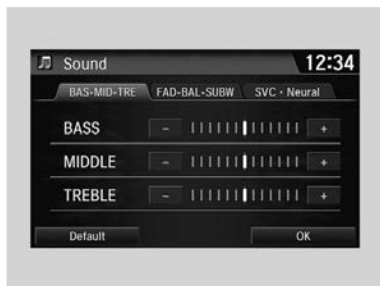 Sound 12:34
BAS-MID-TRE FAD-BAL-SUBW SVC • Neural
BASS - +
MIDDLE - +
TREBLE - +
Default OK